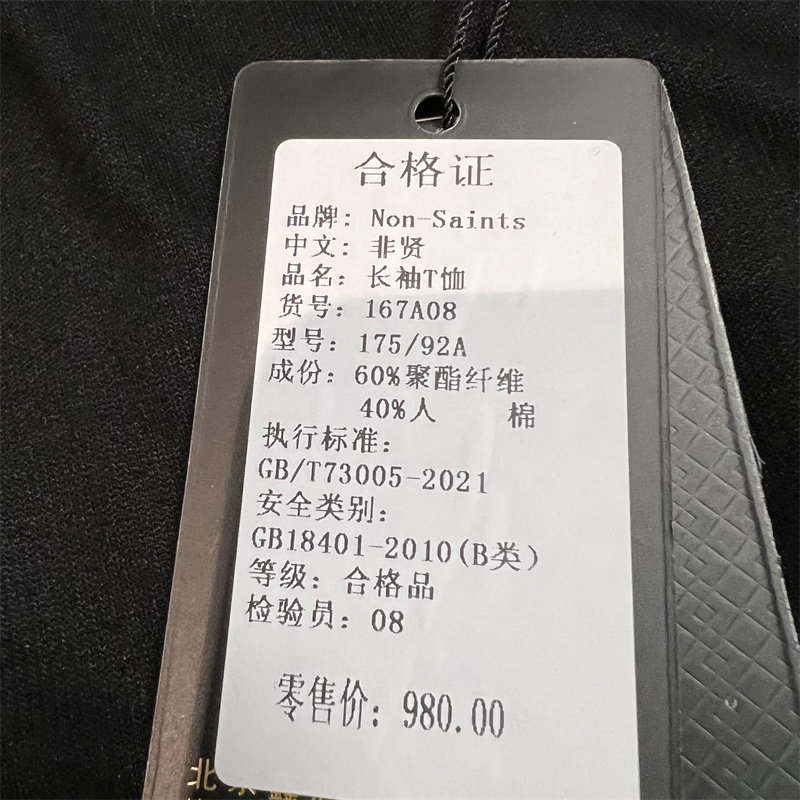 合格证
品牌: Non-Saints
中文: 非贤
品名: 长袖T恤
货号: 167A08
型号: 175/92A
成份: 60%聚酯纤维
40%人 棉
执行标准:
GB/T73005-2021
安全类别:
GB18401-2010(B类)
等级: 合格品
检验员: 08
零售价: 980.00
北京